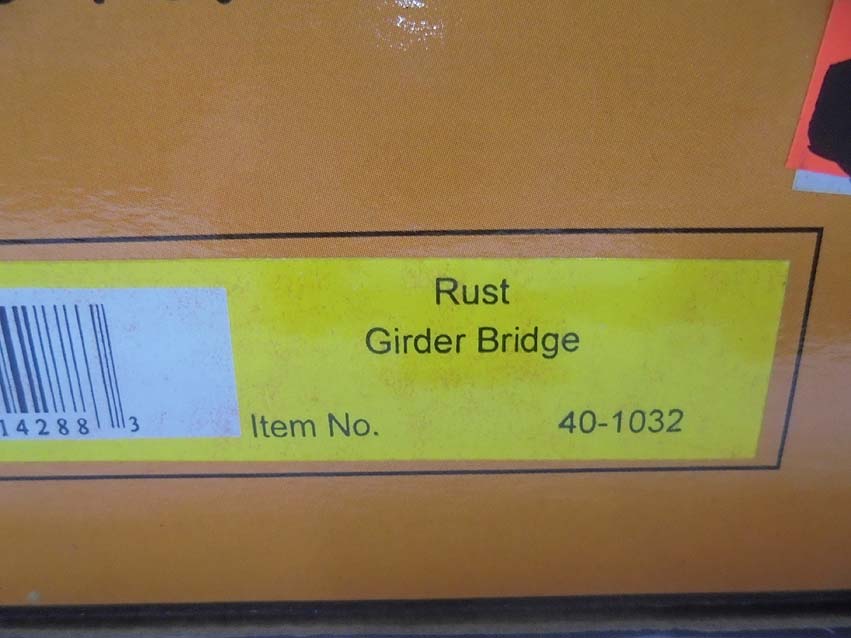 Rust
Girder Bridge
14288 3
Item No. 40-1032